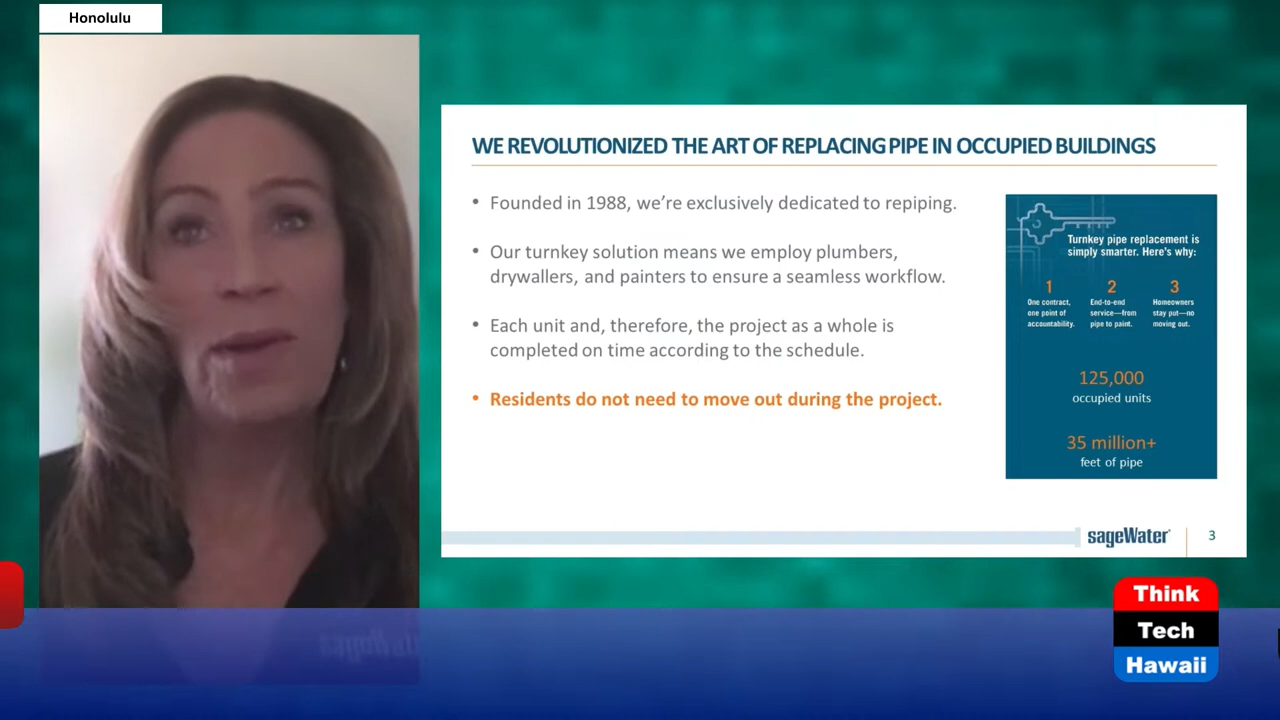 Honolulu
WE REVOLUTIONIZED THE ART OF REPLACING PIPE IN OCCUPIED BUILDINGS
• Founded in 1988, we're exclusively dedicated to repiping.
• Our turnkey solution means we employ plumbers,
drywallers, and painters to ensure a seamless workflow.
• Each unit and, therefore, the project as a whole is
completed on time according to the schedule.
• Residents do not need to move out during the project.
Turnkey pipe replacement is
simply smarter. Here's why:
1
One contract,
one point of
accountability.
2
End-to-end
service—from
pipe to paint.
3
Homeowners
stay put—no
moving out.
125,000
occupied units
35 million+
feet of pipe
sageWater
3
sageWater
Think
Tech
Hawaii